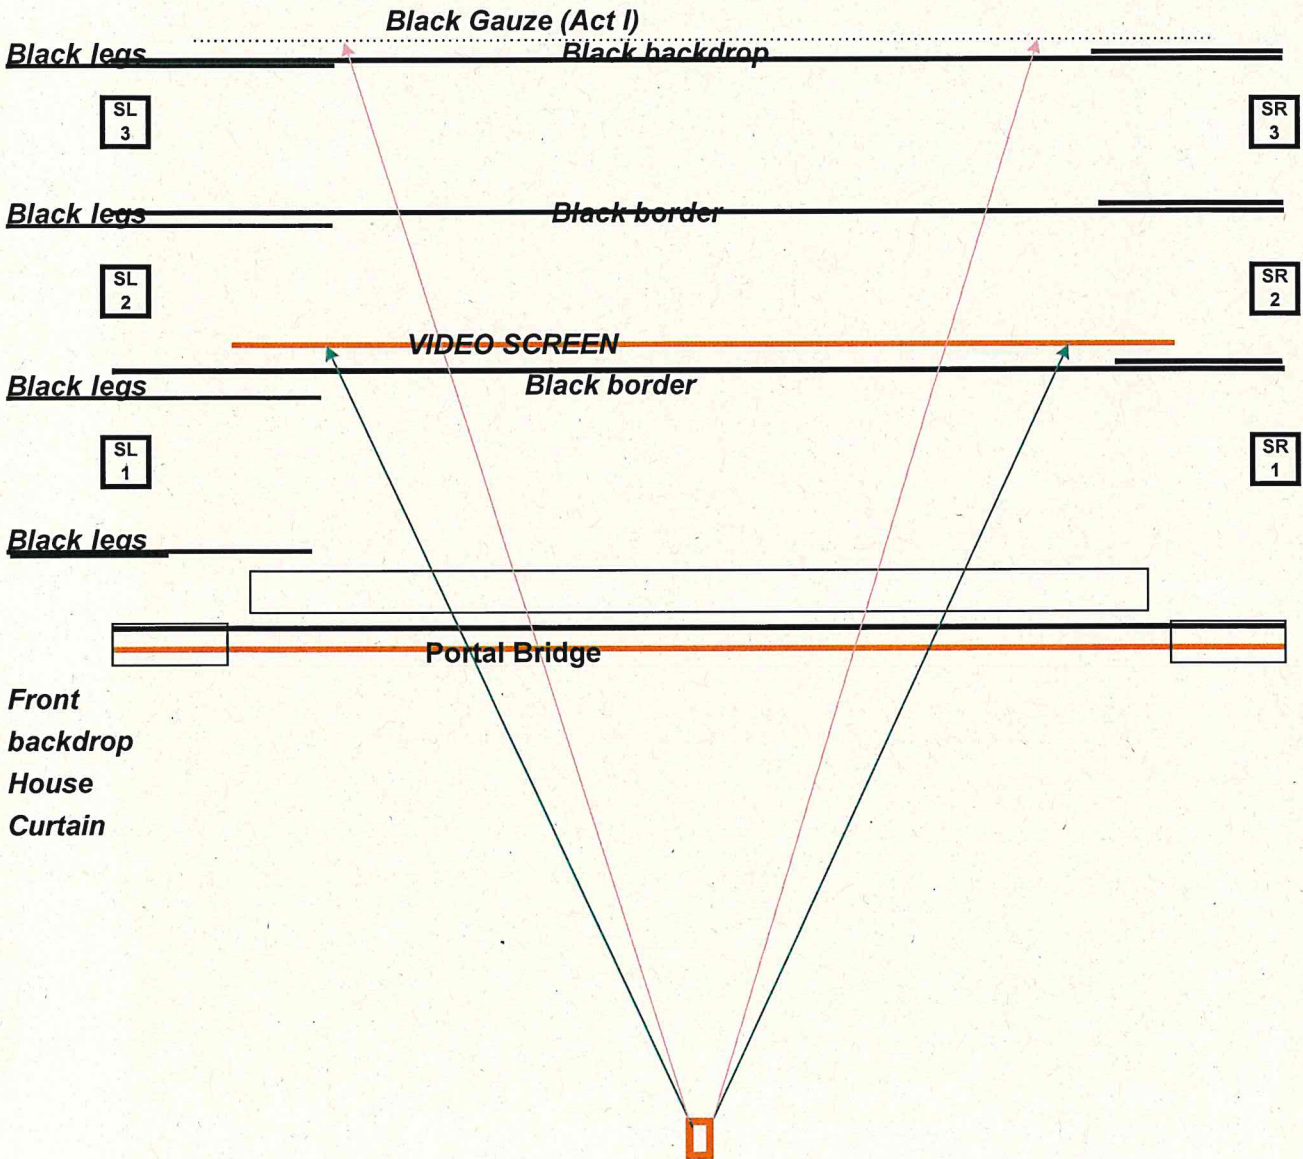 Black Gauze (Act I)
Black legs
Black backdrop
SL
3
SR
3
Black legs
Black border
SL
2
SR
2
VIDEO SCREEN
Black legs
Black border
SL
1
SR
1
Black legs
Portal Bridge
Front
backdrop
House
Curtain